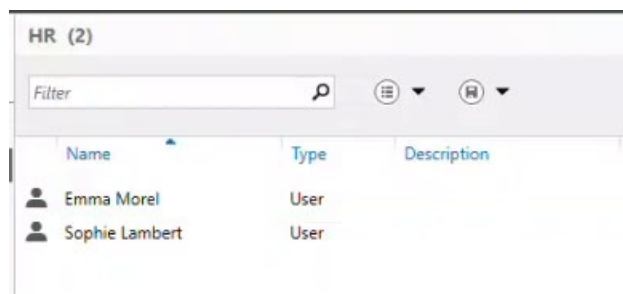 HR (2)
Filter
Name Type Description
Emma Morel User
Sophie Lambert User